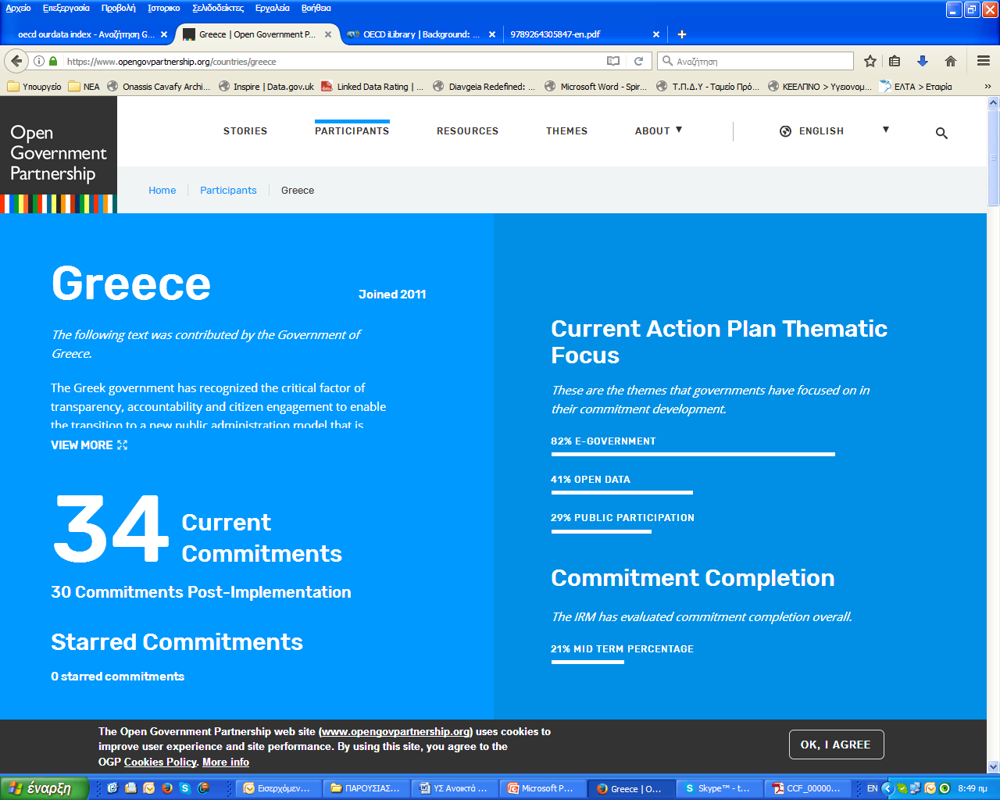 Αρχείο Επεξεργασία Προβολή Ιστορικο Σελιδοδείκτες Εργαλεία Βοήθεια
oecd ourdata index - Αναζήτηση G... Greece | Open Government P... OECD iLibrary | Background: ... 9789264305847-en.pdf
https://www.opengovpartnership.org/countries/greece Αναζήτηση
Υπουργείο ΝΕΑ Onassis Cavafy Archi... Inspire | Data.gov.uk Linked Data Rating | ... Diavgeia Redefined: ... Microsoft Word - Spir... Τ.Π.Δ.Υ - Ταμείο Πρό... ΚΕΕΛΠΝΟ > Υγειονομ... ΕΛΤΑ > Εταιρία
Open
Government
Partnership
STORIES PARTICIPANTS RESOURCES THEMES ABOUT ENGLISH
Home Participants Greece
Greece
Joined 2011
The following text was contributed by the Government of
Greece.
The Greek government has recognized the critical factor of
transparency, accountability and citizen engagement to enable
the transition to a new public administration model that is
VIEW MORE
34 Current
Commitments
30 Commitments Post-Implementation
Starred Commitments
0 starred commitments
Current Action Plan Thematic
Focus
These are the themes that governments have focused on in
their commitment development.
82% E-GOVERNMENT
41% OPEN DATA
29% PUBLIC PARTICIPATION
Commitment Completion
The IRM has evaluated commitment completion overall.
21% MID TERM PERCENTAGE
The Open Government Partnership web site (www.opengovpartnership.org) uses cookies to
improve user experience and site performance. By using this site, you agree to the
OGP Cookies Policy. More info
OK, I AGREE
έναρξη Εισερχόμεν... ΠΑΡΟΥΣΙΑΣ... ΥΣ Ανοικτά ... Microsoft P... Greece | O... Skype™ - t... CCF_00000... EN 8:49 πμ